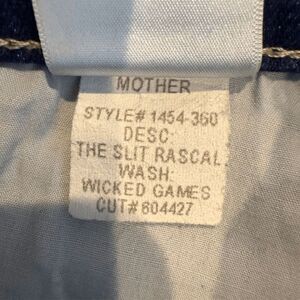 MOTHER
STYLE# 1454-360
DESC:
THE SLIT RASCAL
WASH:
WICKED GAMES
CUT# 604427